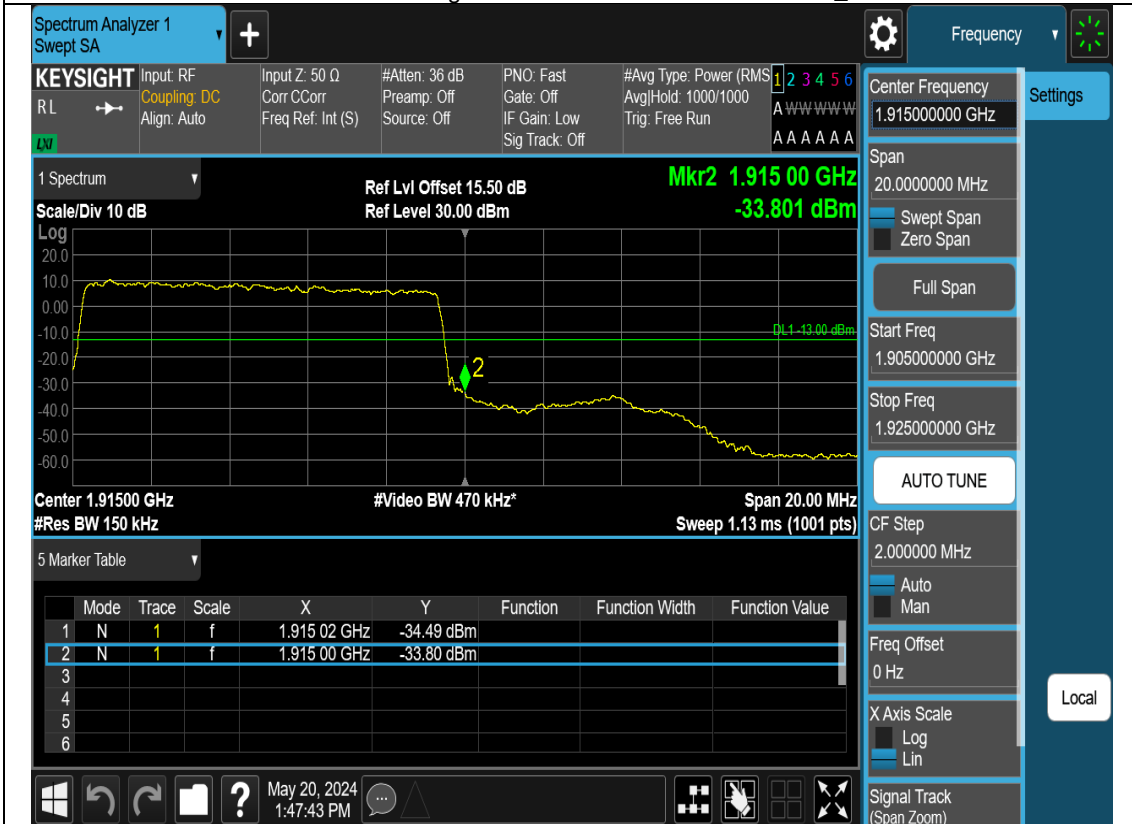 Spectrum Analyzer 1
Swept SA
+
Frequency
KEYSIGHT
RL
LXI
Input: RF
Coupling: DC
Align: Auto
Input Z: 50 Ω
Corr CCorr
Freq Ref: Int (S)
#Atten: 36 dB
Preamp: Off
Source: Off
PNO: Fast
Gate: Off
IF Gain: Low
Sig Track: Off
#Avg Type: Power (RMS
Avg|Hold: 1000/1000
Trig: Free Run
1 2 3 4 5 6
A W W W W W
A A A A A A
1 Spectrum
Scale/Div 10 dB
Ref Lvl Offset 15.50 dB
Ref Level 30.00 dBm
Mkr2 1.915 00 GHz
-33.801 dBm
Log
20.0
10.0
0.00
-10.0
-20.0
-30.0
-40.0
-50.0
-60.0
DL1 -13.00 dBm
2
Center 1.91500 GHz
#Video BW 470 kHz*
Span 20.00 MHz
#Res BW 150 kHz
Sweep 1.13 ms (1001 pts)
5 Marker Table
Mode Trace Scale X Y Function Function Width Function Value
1 N 1 f 1.915 02 GHz -34.49 dBm
2 N 1 f 1.915 00 GHz -33.80 dBm
3
4
5
6
?
May 20, 2024
1:47:43 PM
Center Frequency
1.915000000 GHz
Settings
Span
20.0000000 MHz
Swept Span
Zero Span
Full Span
Start Freq
1.905000000 GHz
Stop Freq
1.925000000 GHz
AUTO TUNE
CF Step
2.000000 MHz
Auto
Man
Freq Offset
0 Hz
X Axis Scale
Log
Lin
Local
Signal Track
(Span Zoom)